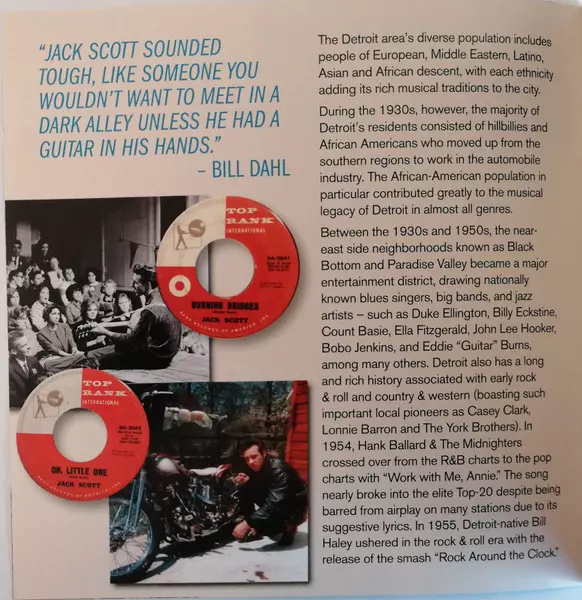 "JACK SCOTT SOUNDED
TOUGH, LIKE SOMEONE YOU
WOULDN'T WANT TO MEET IN A
DARK ALLEY UNLESS HE HAD A
GUITAR IN HIS HANDS."
– BILL DAHL
TOP
RANK
INTERNATIONAL
BURNING BRIDGES
JACK SCOTT
TOP
RANK
INTERNATIONAL
OH, LITTLE ONE
JACK SCOTT
The Detroit area's diverse population includes
people of European, Middle Eastern, Latino,
Asian and African descent, with each ethnicity
adding its rich musical traditions to the city.
During the 1930s, however, the majority of
Detroit's residents consisted of hillbillies and
African Americans who moved up from the
southern regions to work in the automobile
industry. The African-American population in
particular contributed greatly to the musical
legacy of Detroit in almost all genres.
Between the 1930s and 1950s, the near-
east side neighborhoods known as Black
Bottom and Paradise Valley became a major
entertainment district, drawing nationally
known blues singers, big bands, and jazz
artists – such as Duke Ellington, Billy Eckstine,
Count Basie, Ella Fitzgerald, John Lee Hooker,
Bobo Jenkins, and Eddie "Guitar" Burns,
among many others. Detroit also has a long
and rich history associated with early rock
& roll and country & western (boasting such
important local pioneers as Casey Clark,
Lonnie Barron and The York Brothers). In
1954, Hank Ballard & The Midnighters
crossed over from the R&B charts to the pop
charts with "Work with Me, Annie." The song
nearly broke into the elite Top-20 despite being
barred from airplay on many stations due to its
suggestive lyrics. In 1955, Detroit-native Bill
Haley ushered in the rock & roll era with the
release of the smash "Rock Around the Clock."